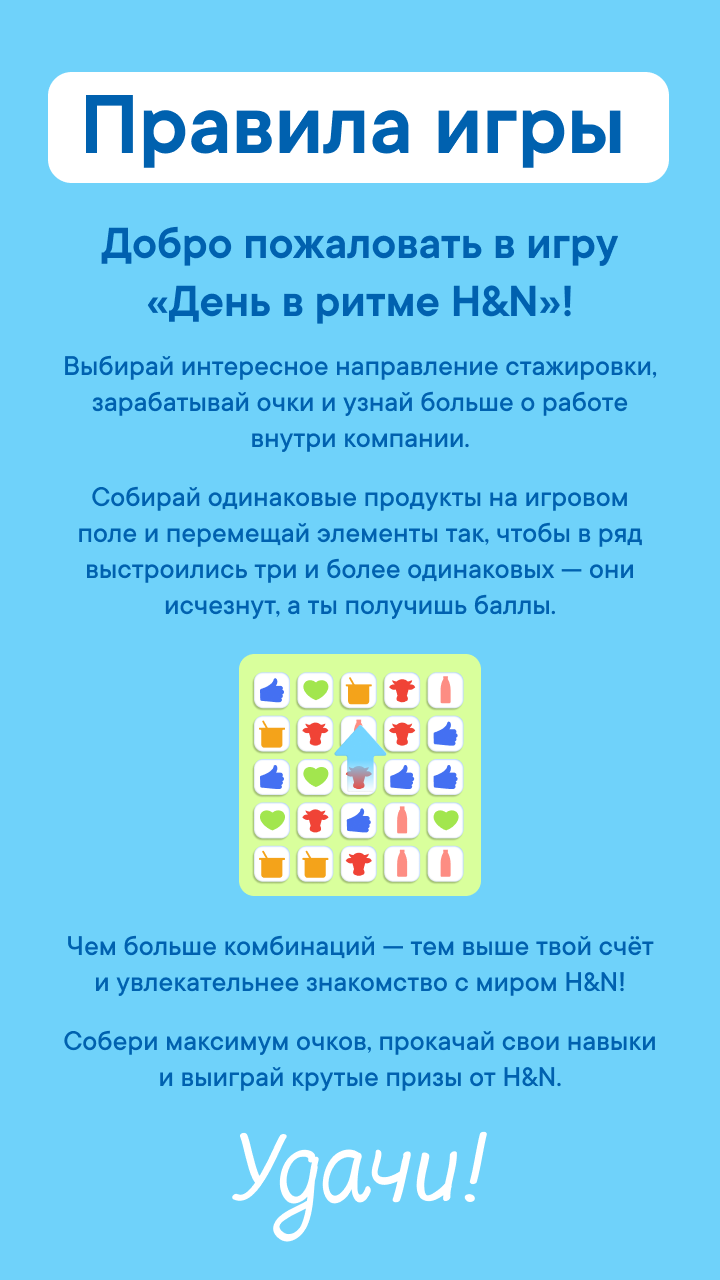 Правила игры
Добро пожаловать в игру
«День в ритме H&N»!
Выбирай интересное направление стажировки,
зарабатывай очки и узнай больше о работе
внутри компании.
Собирай одинаковые продукты на игровом
поле и перемещай элементы так, чтобы в ряд
выстроились три и более одинаковых — они
исчезнут, а ты получишь баллы.
Чем больше комбинаций — тем выше твой счёт
и увлекательнее знакомство с миром H&N!
Собери максимум очков, прокачай свои навыки
и выиграй крутые призы от H&N.
Удачи!